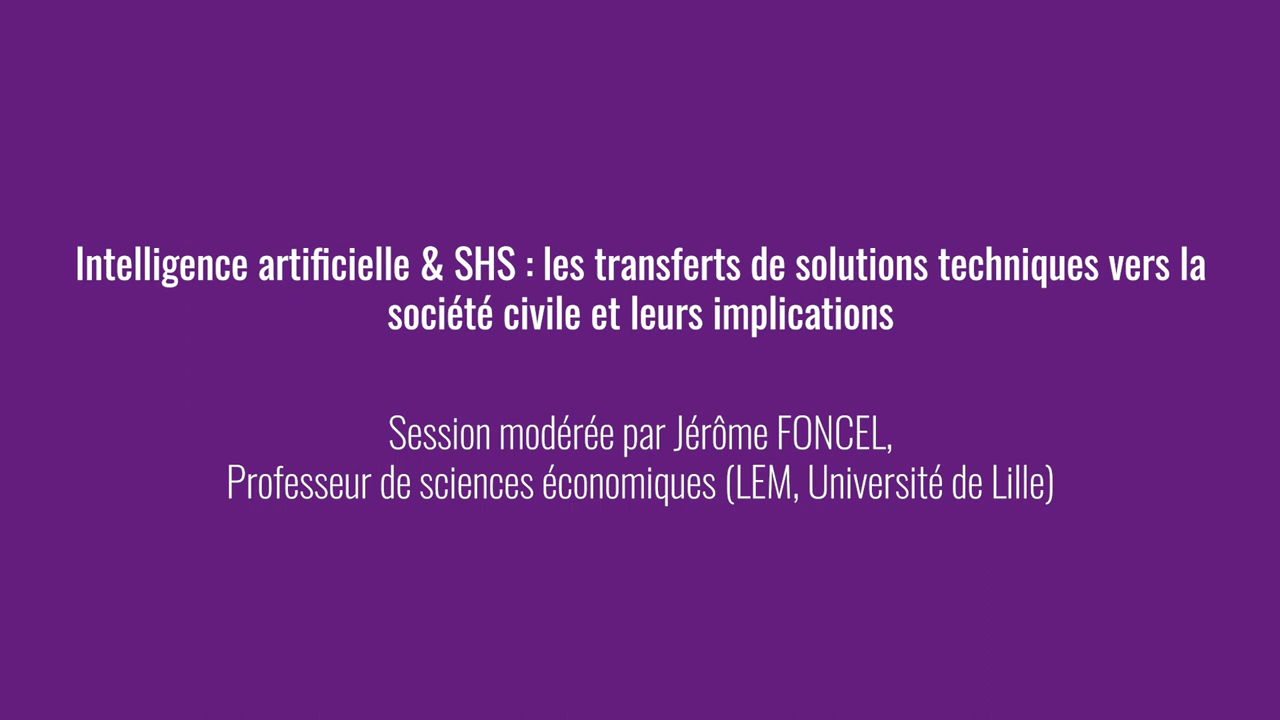 Intelligence artificielle & SHS : les transferts de solutions techniques vers la
société civile et leurs implications
Session modérée par Jérôme FONCEL,
Professeur de sciences économiques (LEM, Université de Lille)